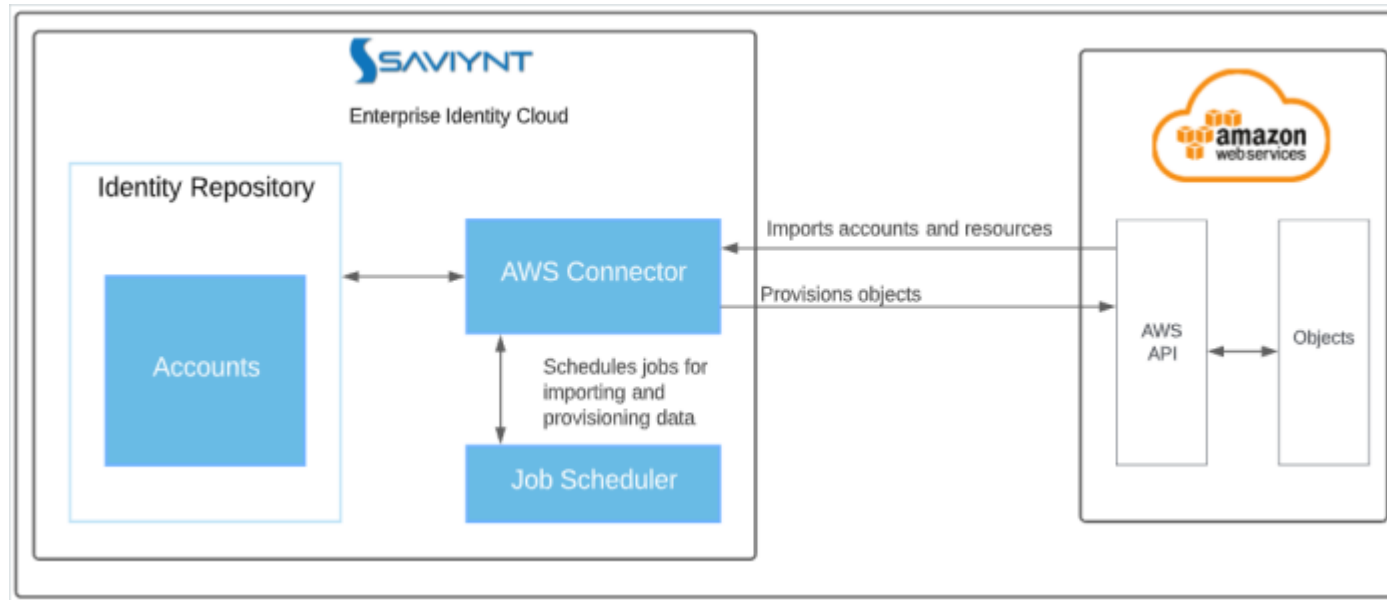 SAVIYNT
Enterprise Identity Cloud
Identity Repository
Accounts
AWS Connector
Schedules jobs for
importing and
provisioning data
Job Scheduler
Imports accounts and resources
Provisions objects
amazon
webservices
AWS
API
Objects